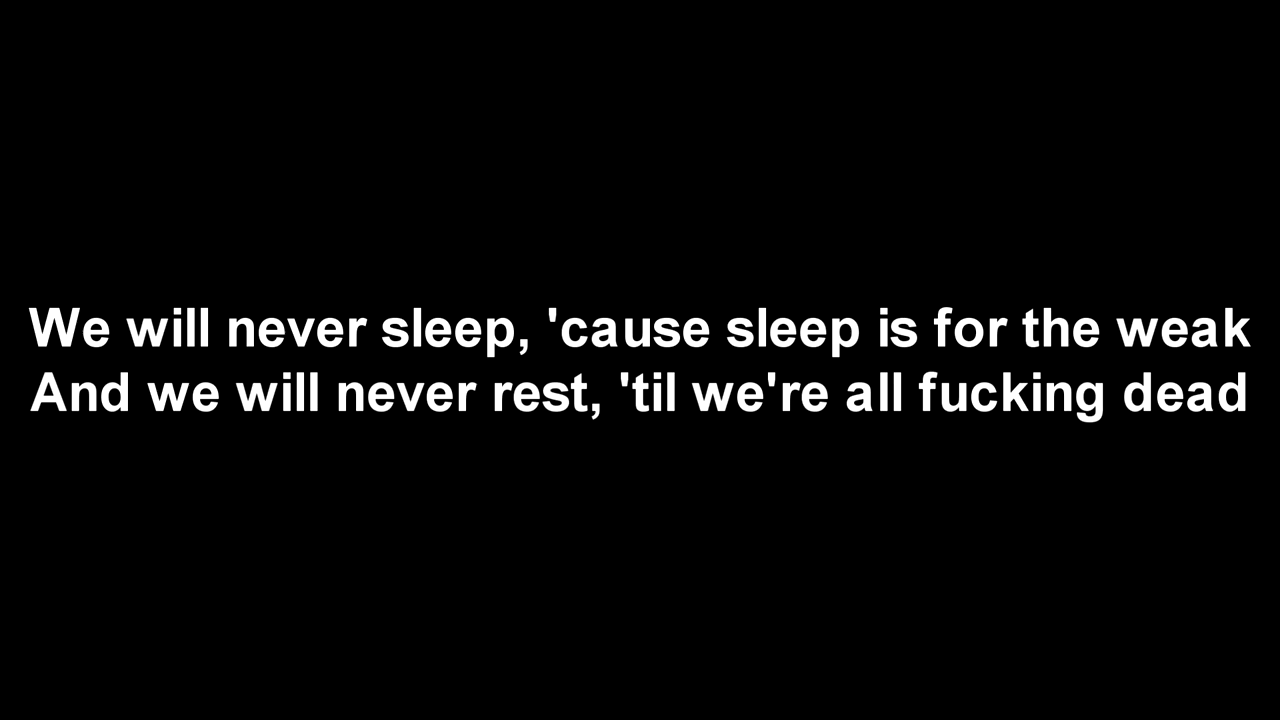 We will never sleep, 'cause sleep is for the weak
And we will never rest, 'til we're all fucking dead